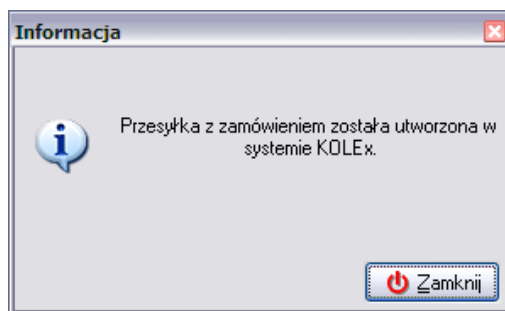 Informacja
Przesyłka z zamówieniem została utworzona w
systemie KOLEx.
Zamknij